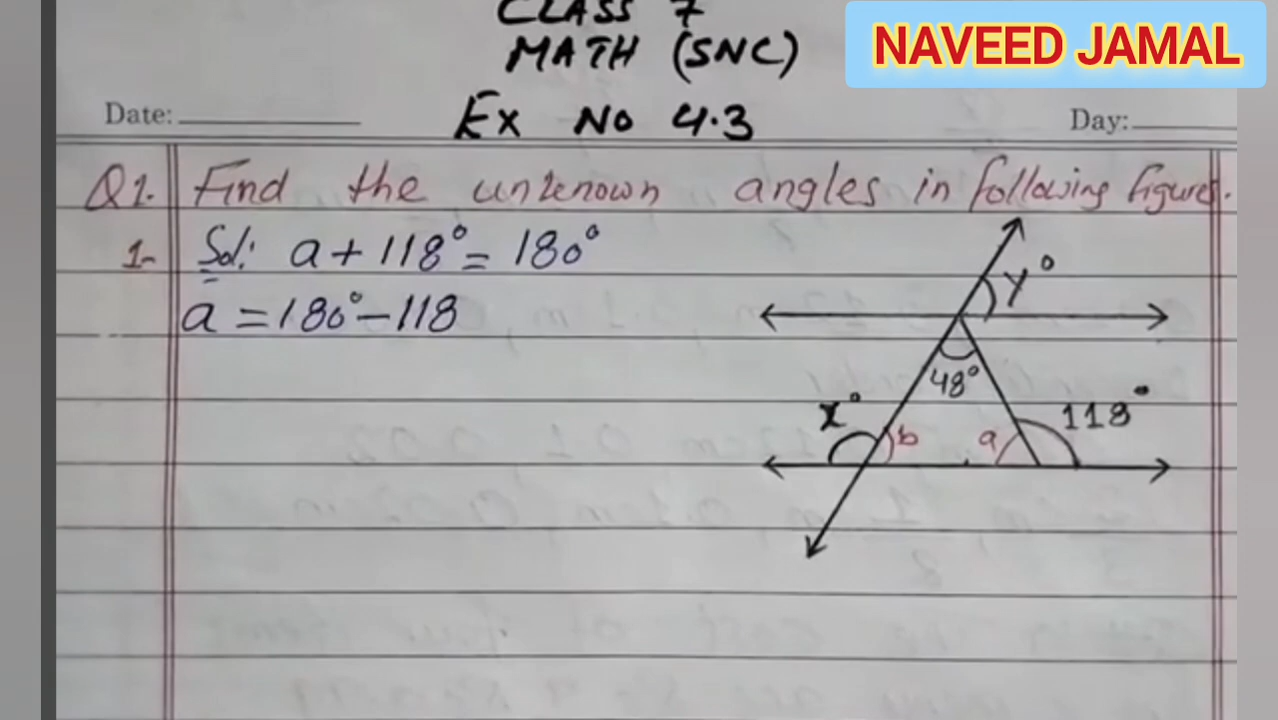 CLASS 7
NAVEED JAMAL
MATH (SNC)
Date:
Ex No 4.3
Day:
Q1. Find the unknown angles in following figures.
1- Sol: a + 118° = 180°
a = 180° - 118
y°
48°
x°
b
a
118°